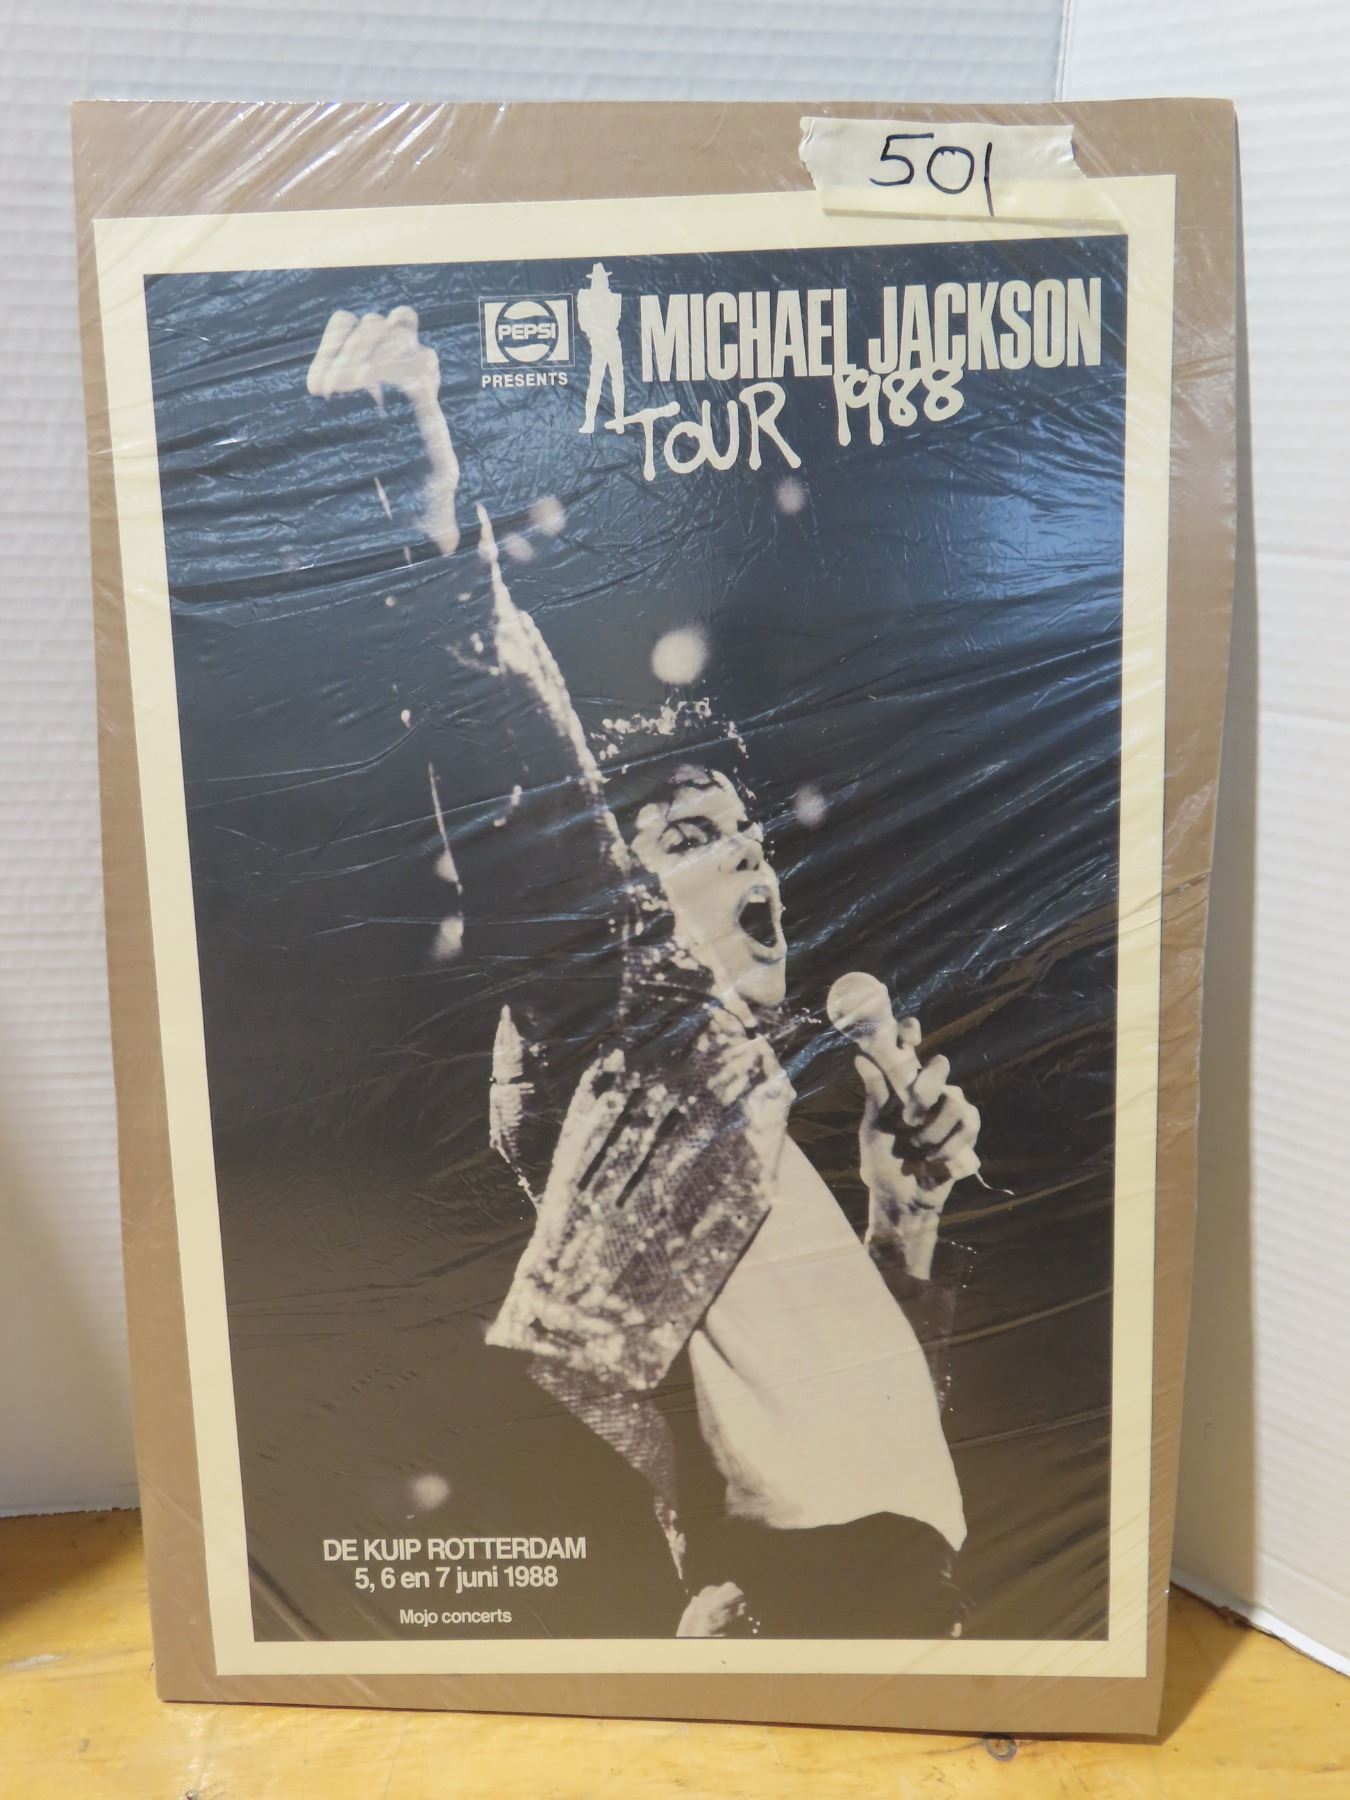 501
PEPSI
PRESENTS
MICHAEL JACKSON
TOUR 1988
DE KUIP ROTTERDAM
5, 6 en 7 juni 1988
Mojo concerts